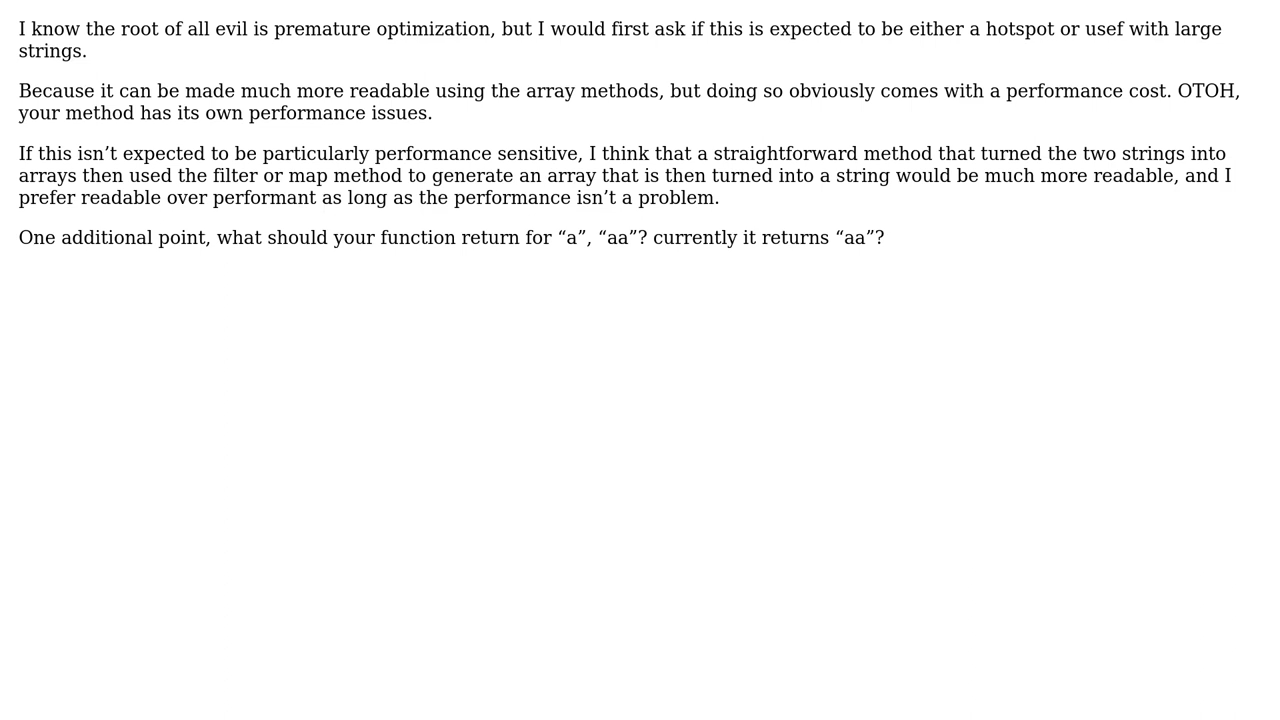 I know the root of all evil is premature optimization, but I would first ask if this is expected to be either a hotspot or usef with large
strings.
Because it can be made much more readable using the array methods, but doing so obviously comes with a performance cost. OTOH,
your method has its own performance issues.
If this isn’t expected to be particularly performance sensitive, I think that a straightforward method that turned the two strings into
arrays then used the filter or map method to generate an array that is then turned into a string would be much more readable, and I
prefer readable over performant as long as the performance isn’t a problem.
One additional point, what should your function return for “a”, “aa”? currently it returns “aa”?